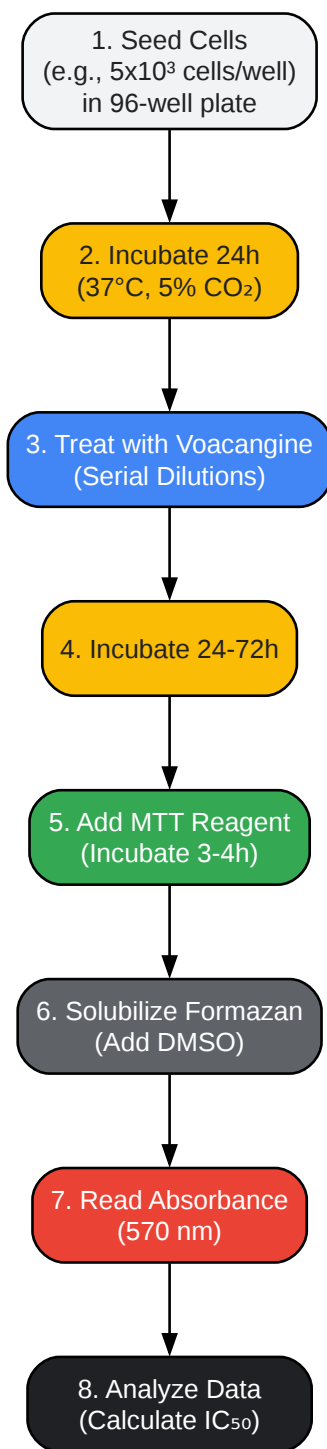 1. Seed Cells
(e.g., 5x10³ cells/well)
in 96-well plate
2. Incubate 24h
(37°C, 5% CO₂)
3. Treat with Voacangine
(Serial Dilutions)
4. Incubate 24-72h
5. Add MTT Reagent
(Incubate 3-4h)
6. Solubilize Formazan
(Add DMSO)
7. Read Absorbance
(570 nm)
8. Analyze Data
(Calculate IC₅₀)